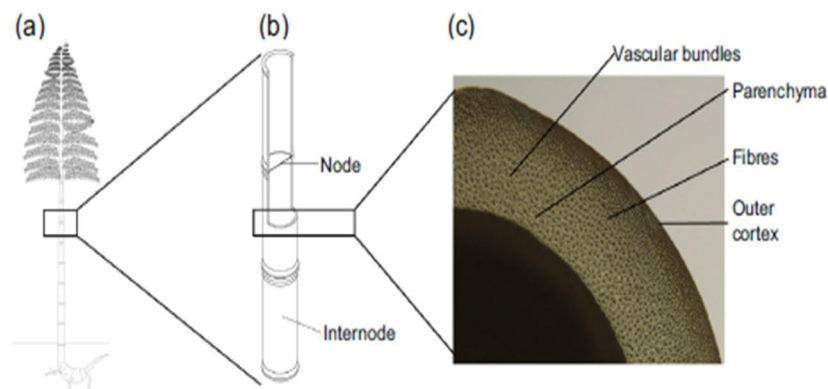 (a)
(b)
(c)
Vascular bundles
Parenchyma
Node
Fibres
Outer
cortex
Internode